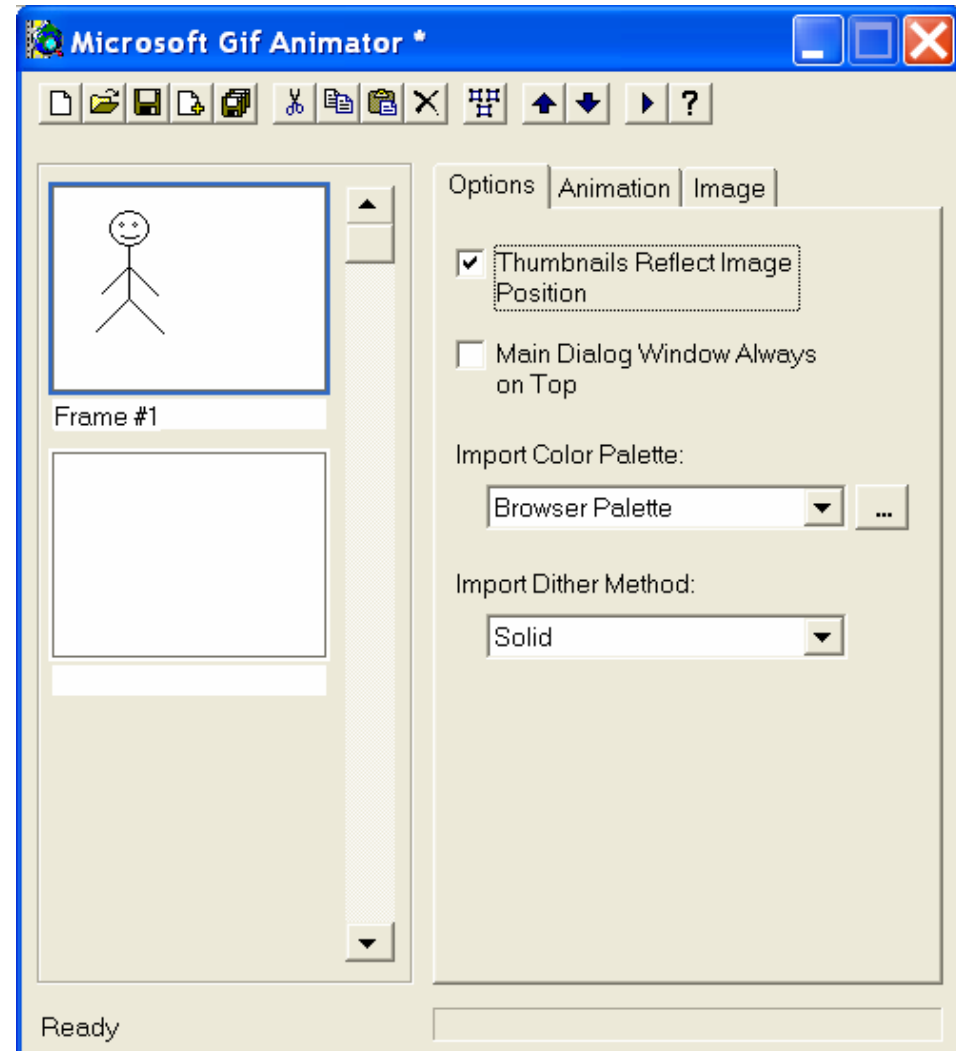 Microsoft Gif Animator *
?
Options Animation Image
Thumbnails Reflect Image
Position
Main Dialog Window Always
on Top
Frame #1
Import Color Palette:
Browser Palette
...
Import Dither Method:
Solid
Ready